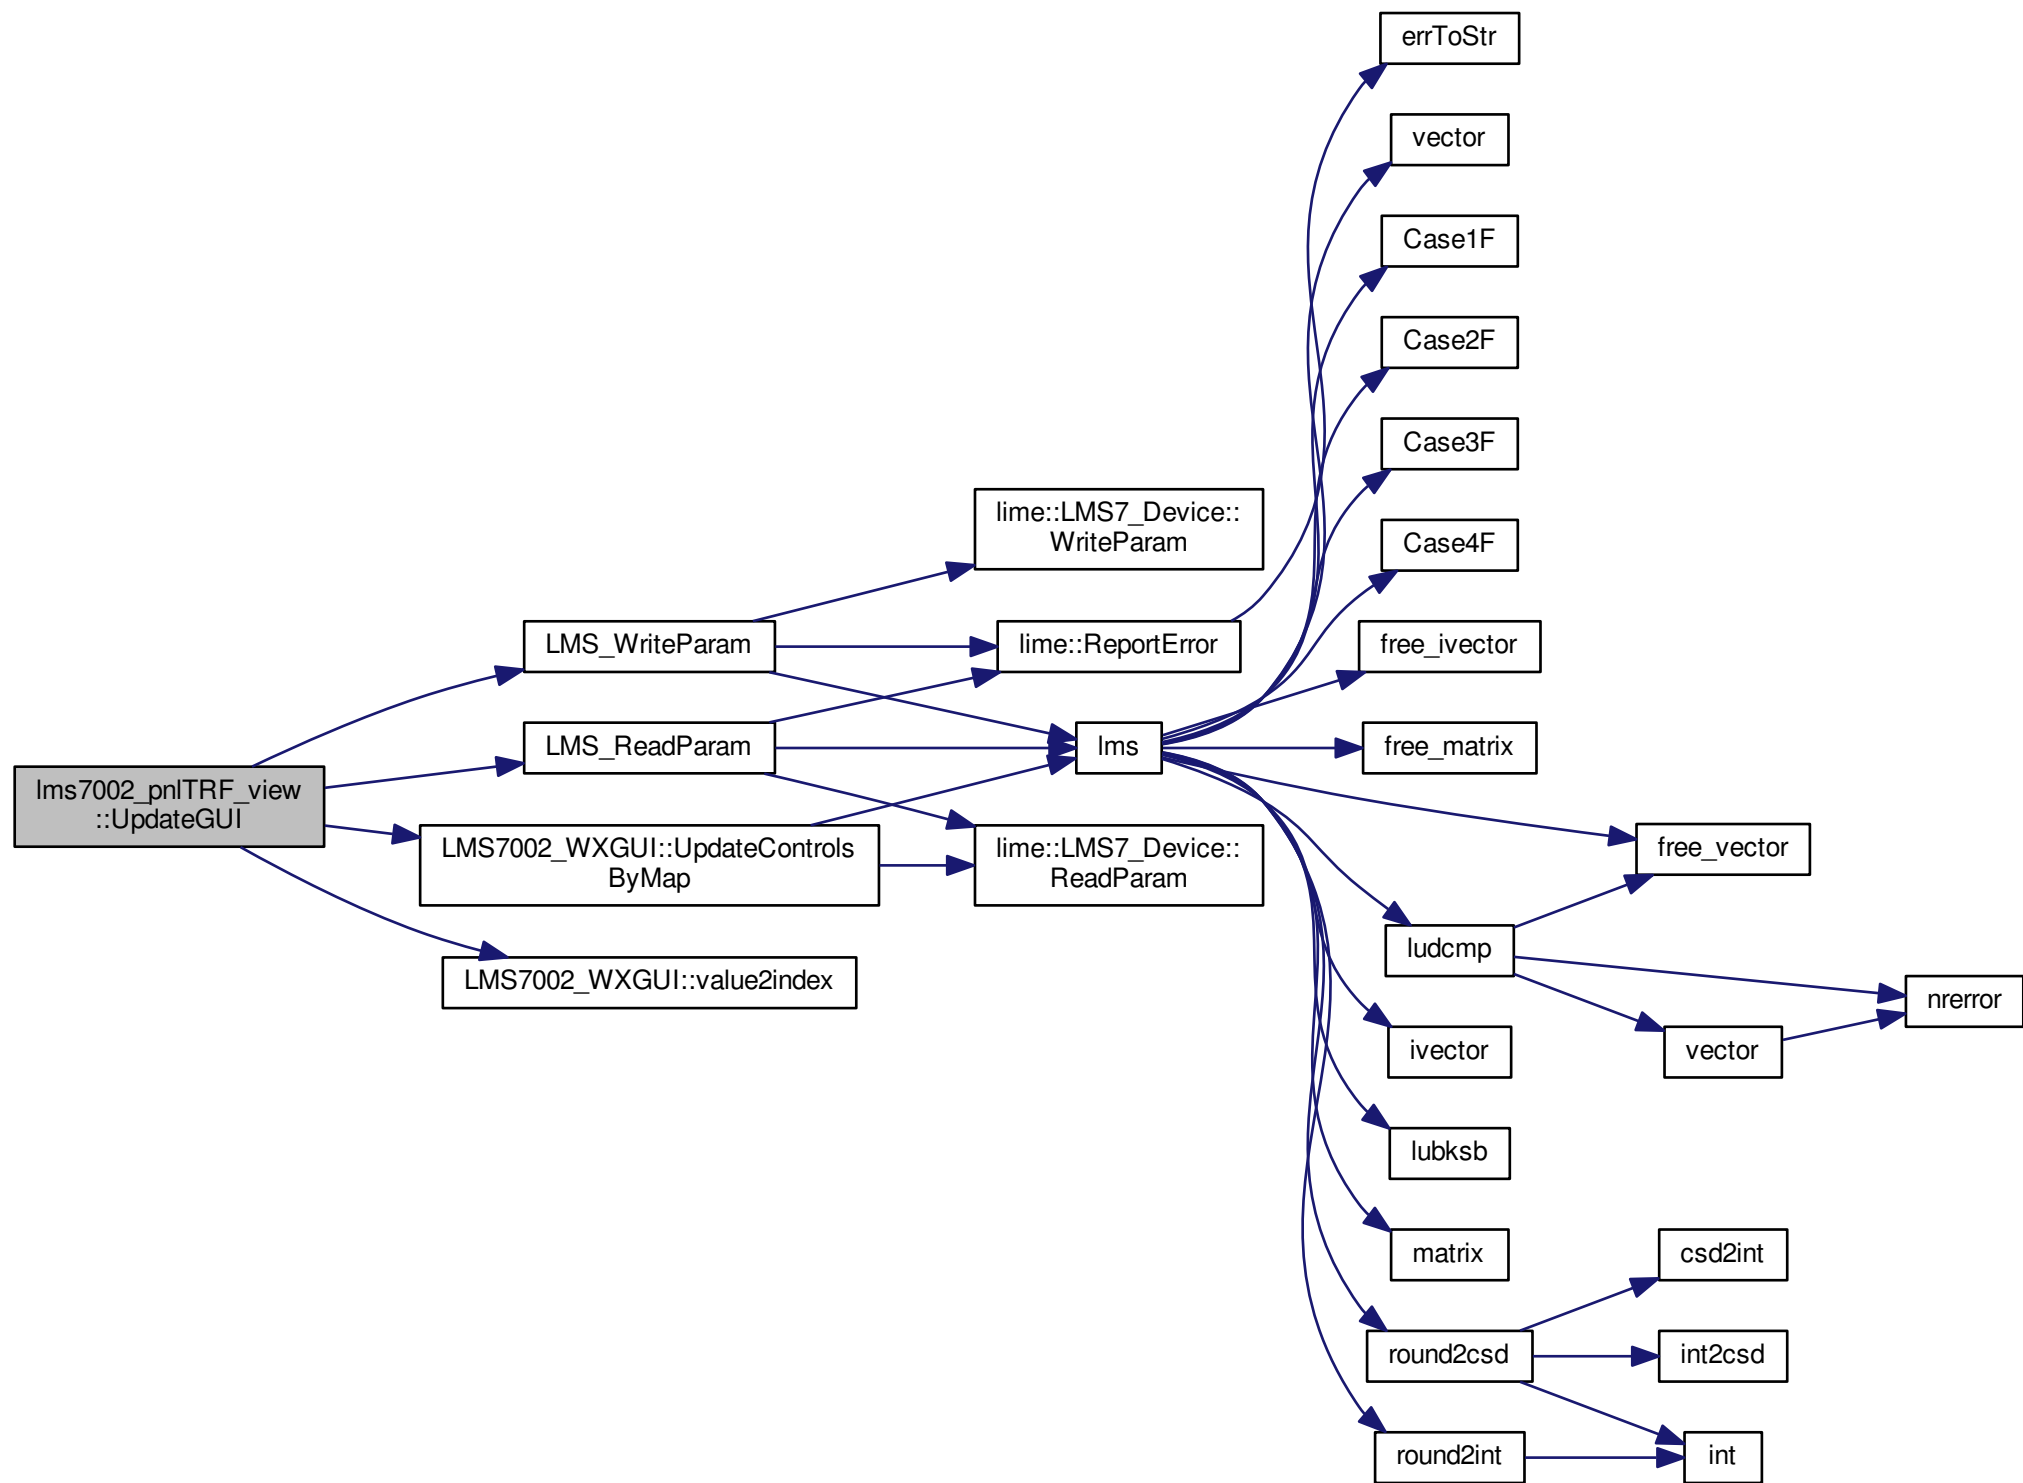 errToStr
vector
Case1F
Case2F
Case3F
Case4F
lime::LMS7_Device::
WriteParam
LMS_WriteParam
lime::ReportError
free_ivector
LMS_ReadParam
lms
free_matrix
lms7002_pnlTRF_view
::UpdateGUI
LMS7002_WXGUI::UpdateControls
ByMap
lime::LMS7_Device::
ReadParam
free_vector
ludcmp
LMS7002_WXGUI::value2index
nrerror
ivector
vector
lubksb
matrix
csd2int
round2csd
int2csd
round2int
int